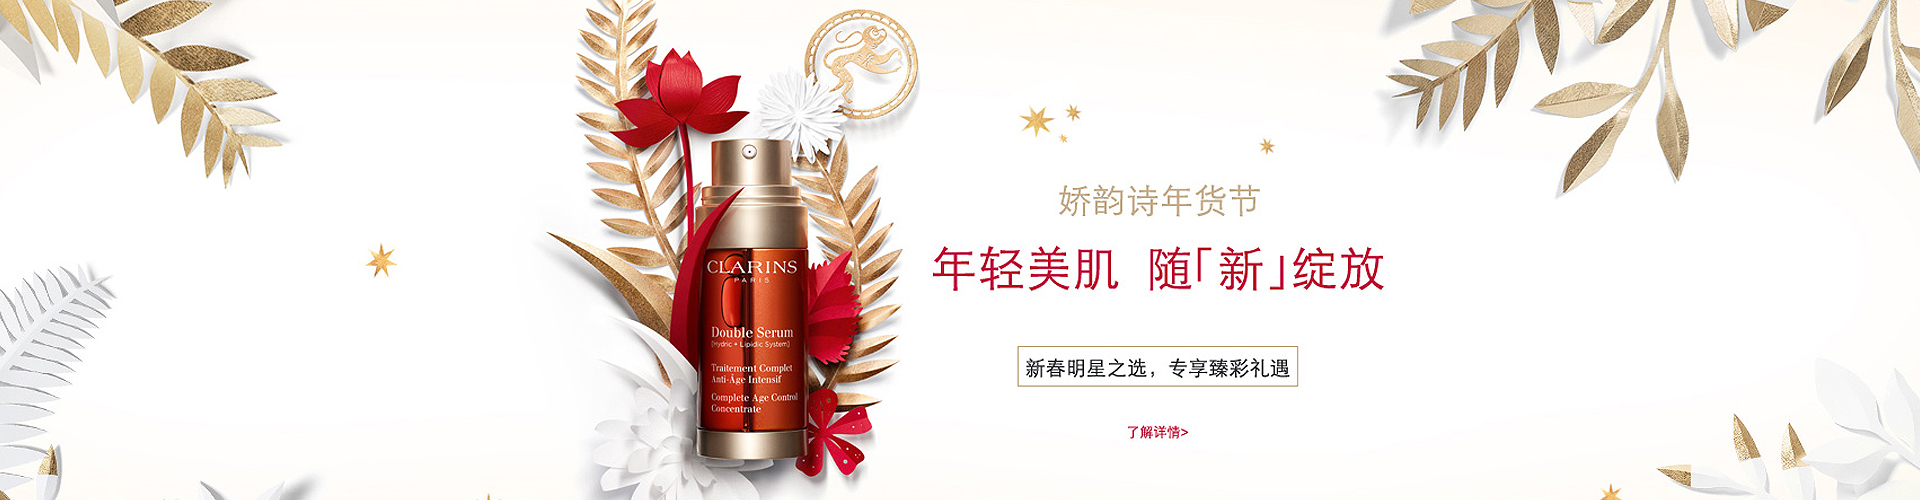 CLARINS
PARIS
Double Serum
[Hydric + Lipidic System]
Traitement Complet
Anti-Âge Intensif
Complete Age Control
Concentrate
娇韵诗年货节
年轻美肌 随「新」绽放
新春明星之选，专享臻彩礼遇
了解详情>